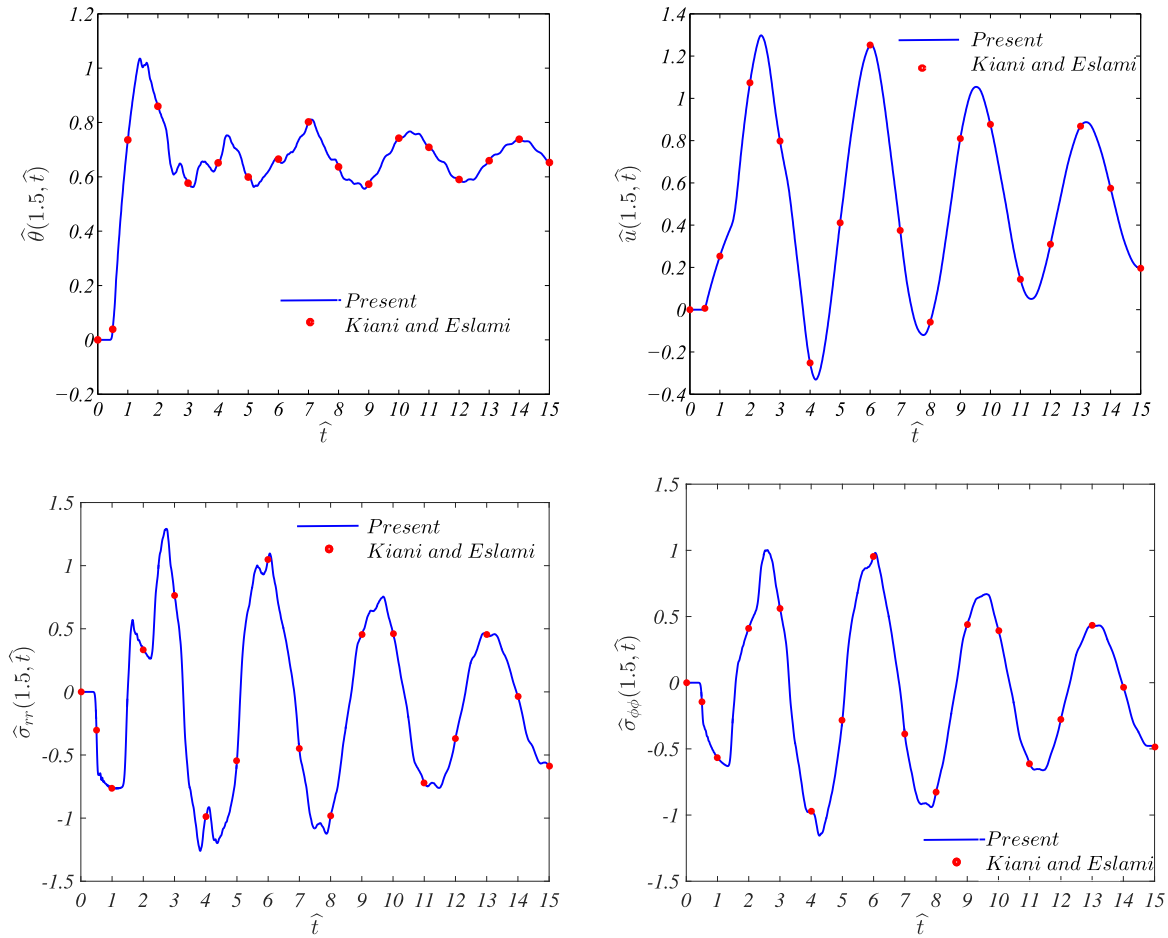 1.2
1
0.8
0.6
0.4
0.2
0
−0.2
0 1 2 3 4 5 6 7 8 9 10 11 12 13 14 15
t̂
θ̂(1.5, t̂)
Present
Kiani and Eslami
1.4
1.2
1
0.8
0.6
0.4
0.2
0
−0.2
−0.4
0 1 2 3 4 5 6 7 8 9 10 11 12 13 14 15
t̂
û(1.5, t̂)
Present
Kiani and Eslami
1.5
1
0.5
0
-0.5
-1
-1.5
0 1 2 3 4 5 6 7 8 9 10 11 12 13 14 15
t̂
σ̂rr(1.5, t̂)
Present
Kiani and Eslami
1.5
1
0.5
0
-0.5
-1
-1.5
0 1 2 3 4 5 6 7 8 9 10 11 12 13 14 15
t̂
σ̂ϕϕ(1.5, t̂)
Present
Kiani and Eslami